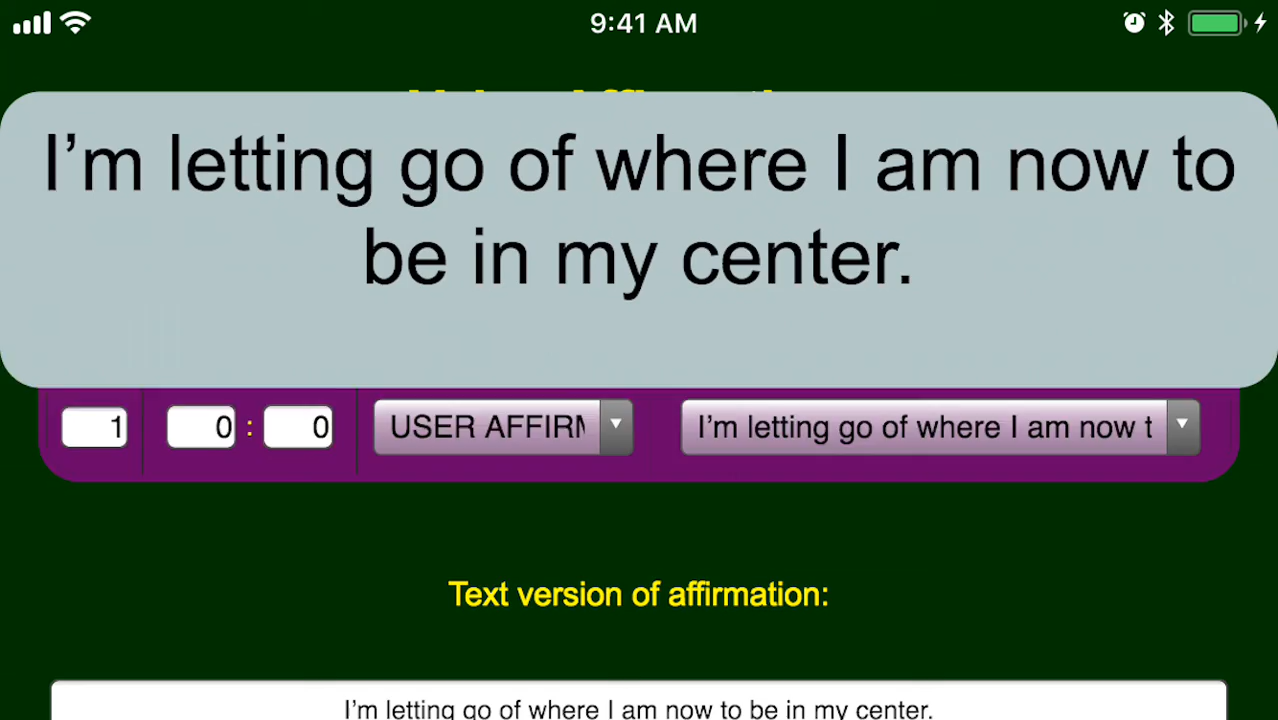 9:41 AM
I’m letting go of where I am now to
be in my center.
1 0 : 0 USER AFFIRM I’m letting go of where I am now t
Text version of affirmation:
I’m letting go of where I am now to be in my center.